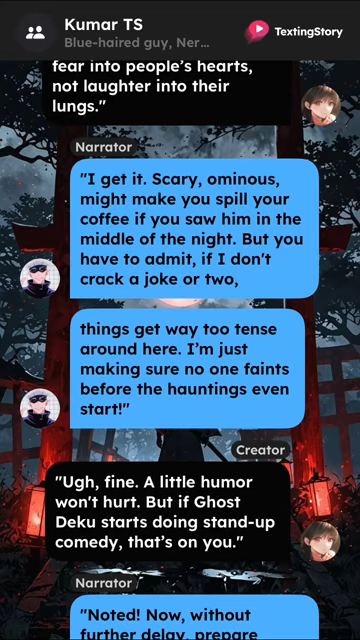 Kumar TS
Blue-haired guy, Ner...
TextingStory
fear into people's hearts,
not laughter into their
lungs."
Narrator
"I get it. Scary, ominous,
might make you spill your
coffee if you saw him in the
middle of the night. But you
have to admit, if I don't
crack a joke or two,
things get way too tense
around here. I'm just
making sure no one faints
before the hauntings even
start!"
Creator
"Ugh, fine. A little humor
won't hurt. But if Ghost
Deku starts doing stand-up
comedy, that's on you."
Narrator
"Noted! Now, without
further delay, prepare